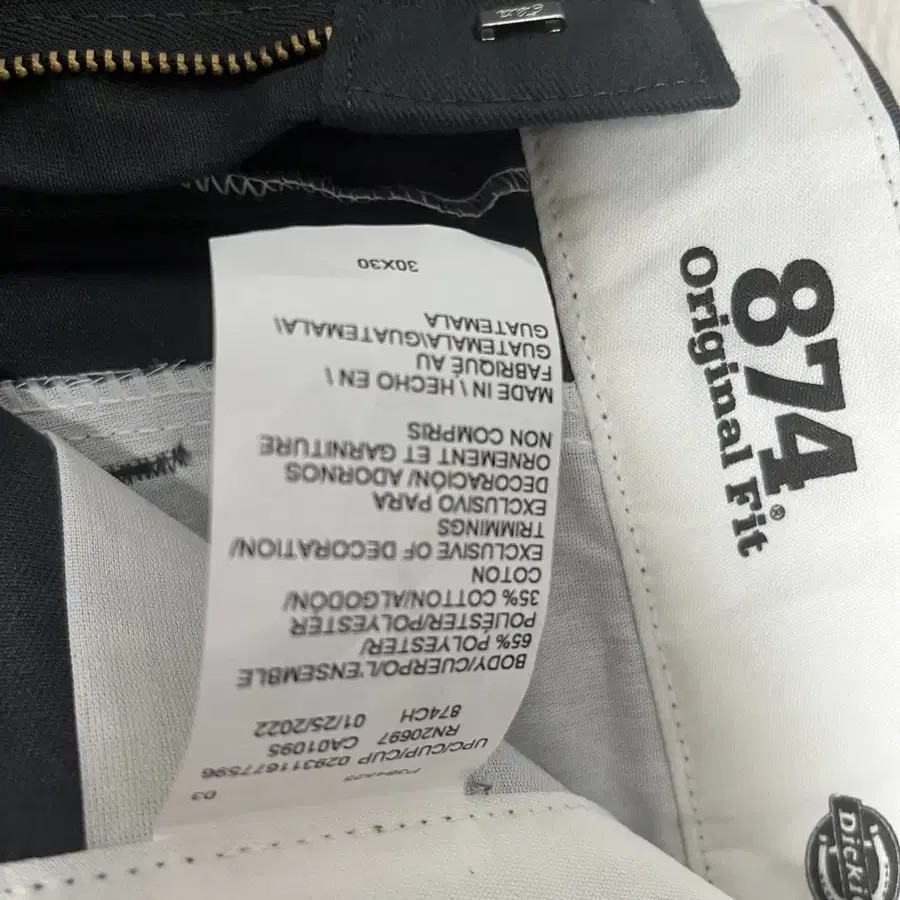 03
UPC/CUP/CUP 029311677596
RN20697 CA01095
874CH 01/25/2022
BODY/CUERPO/L'ENSEMBLE
65% POLYESTER/
POLIÉSTER/POLYESTER
35% COTTON/ALGODÓN/
COTON
EXCLUSIVE OF DECORATION/
TRIMMINGS
EXCLUSIVO PARA
DECORACIÓN/ ADORNOS
ORNEMENT ET GARNITURE
NON COMPRIS
MADE IN \ HECHO EN \
FABRIQUÉ AU
GUATEMALA\GUATEMALA\
GUATEMALA
30X30
874®
Original Fit
Dicki